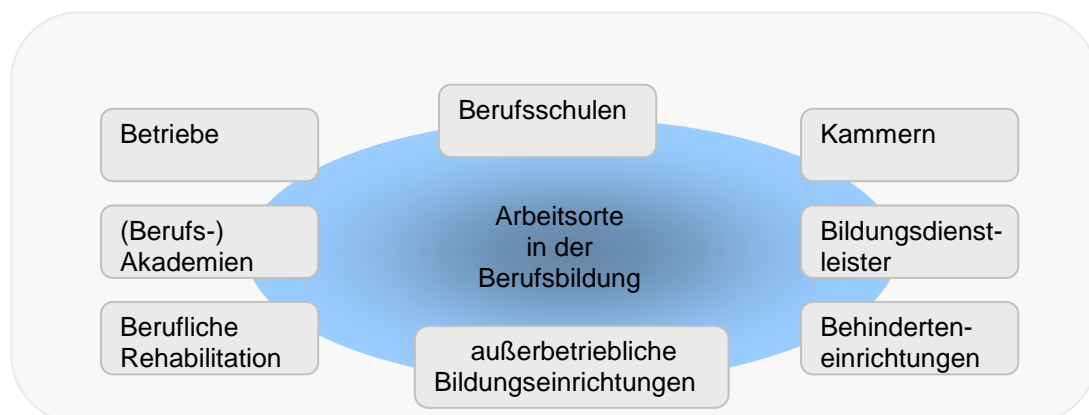 Berufsschulen
Betriebe
Kammern
Arbeitsorte
in der
Berufsbildung
(Berufs-)
Akademien
Bildungsdienst-
leister
Berufliche
Rehabilitation
außerbetriebliche
Bildungseinrichtungen
Behinderten-
einrichtungen